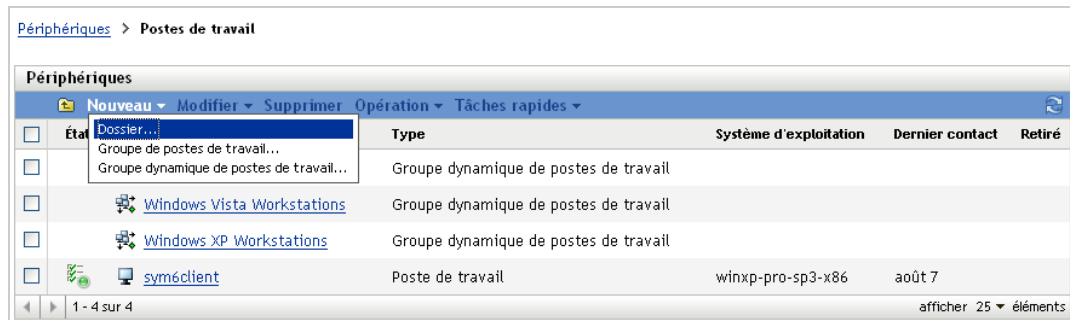 Périphériques > Postes de travail
Périphériques
Nouveau Modifier Supprimer Opération Tâches rapides
État Type Système d'exploitation Dernier contact Retiré
Dossier...
Groupe de postes de travail...
Groupe dynamique de postes de travail...
Groupe dynamique de postes de travail
Windows Vista Workstations Groupe dynamique de postes de travail
Windows XP Workstations Groupe dynamique de postes de travail
sym6client Poste de travail winxp-pro-sp3-x86 août 7
1 - 4 sur 4 afficher 25 éléments